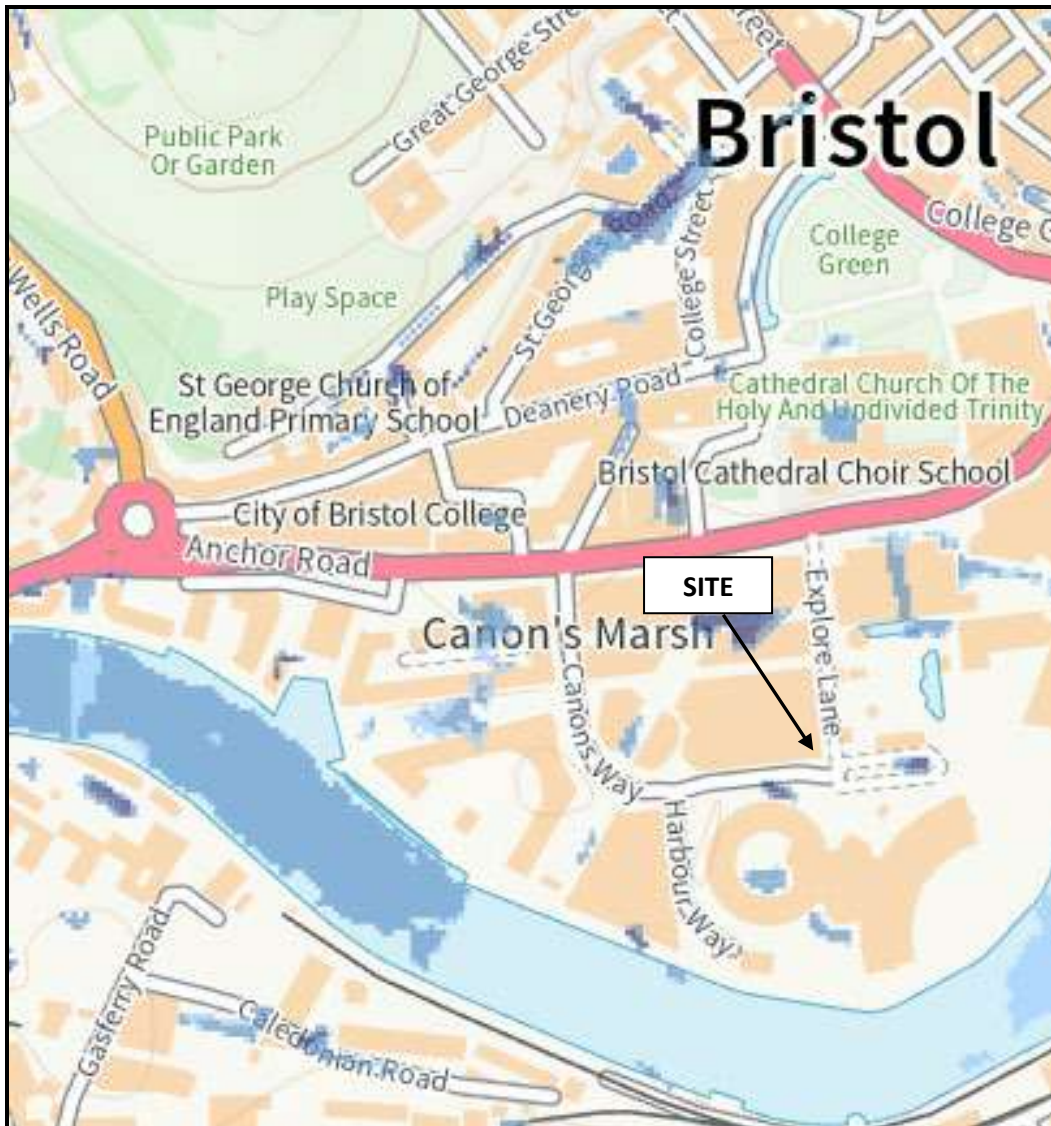 Great George Stre
Street
Bristol
Public Park
Or Garden
Road
College G
College
Green
College Street
Play Space
Wells Road
St Georg
St George Church of
England Primary School
Deanery Road
Cathedral Church Of The
Holy And Undivided Trinity
Bristol Cathedral Choir School
City of Bristol College
Anchor Road
SITE
Explore Lane
Canon's Marsh
Canons Way
Harbour Way
Gasferry Road
Caledonian Road